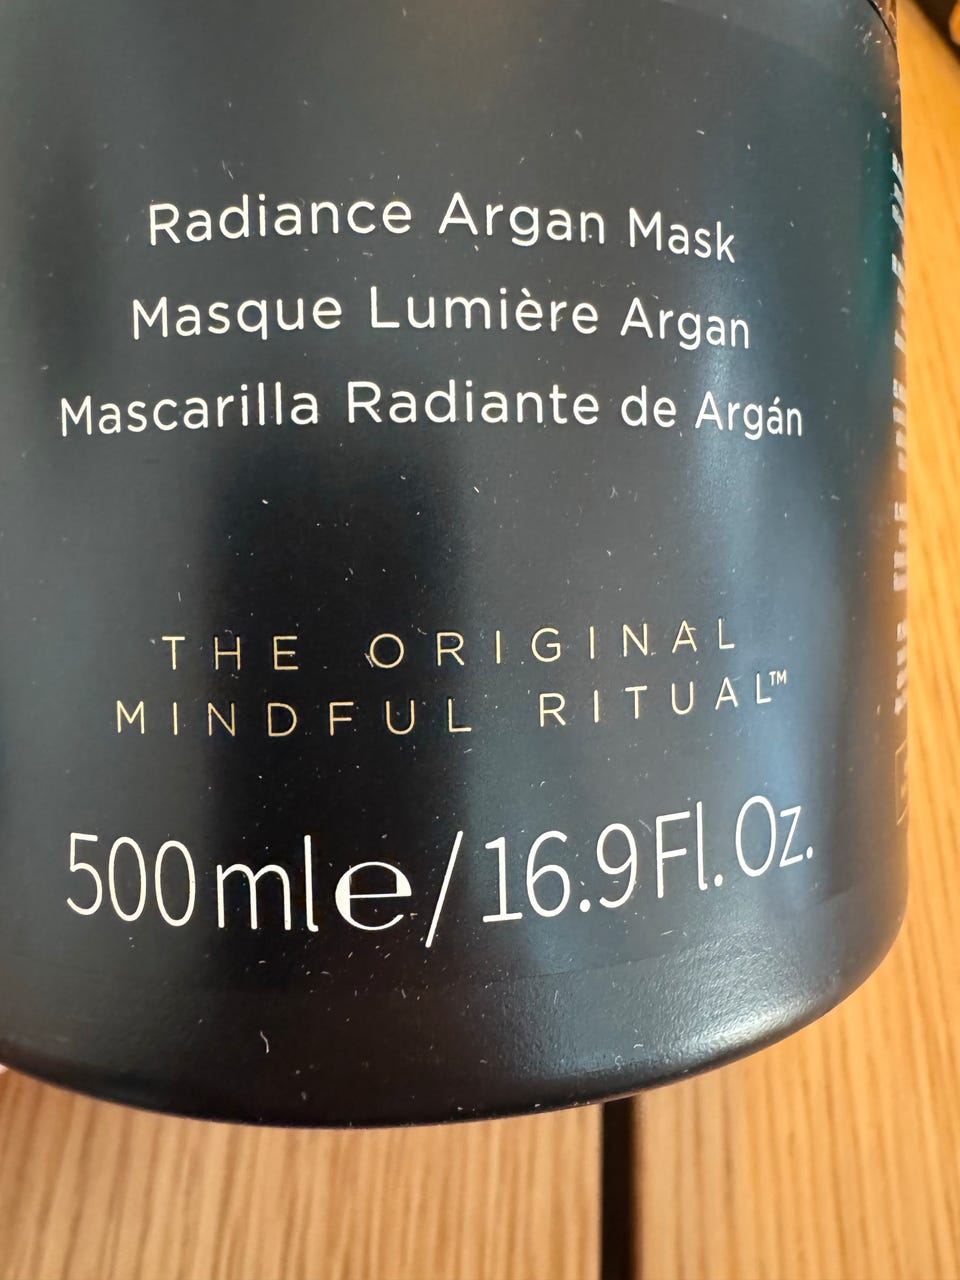 Radiance Argan Mask
Masque Lumière Argan
Mascarilla Radiante de Argán
THE ORIGINAL
MINDFUL RITUAL™
500 ml e / 16.9 Fl. Oz.